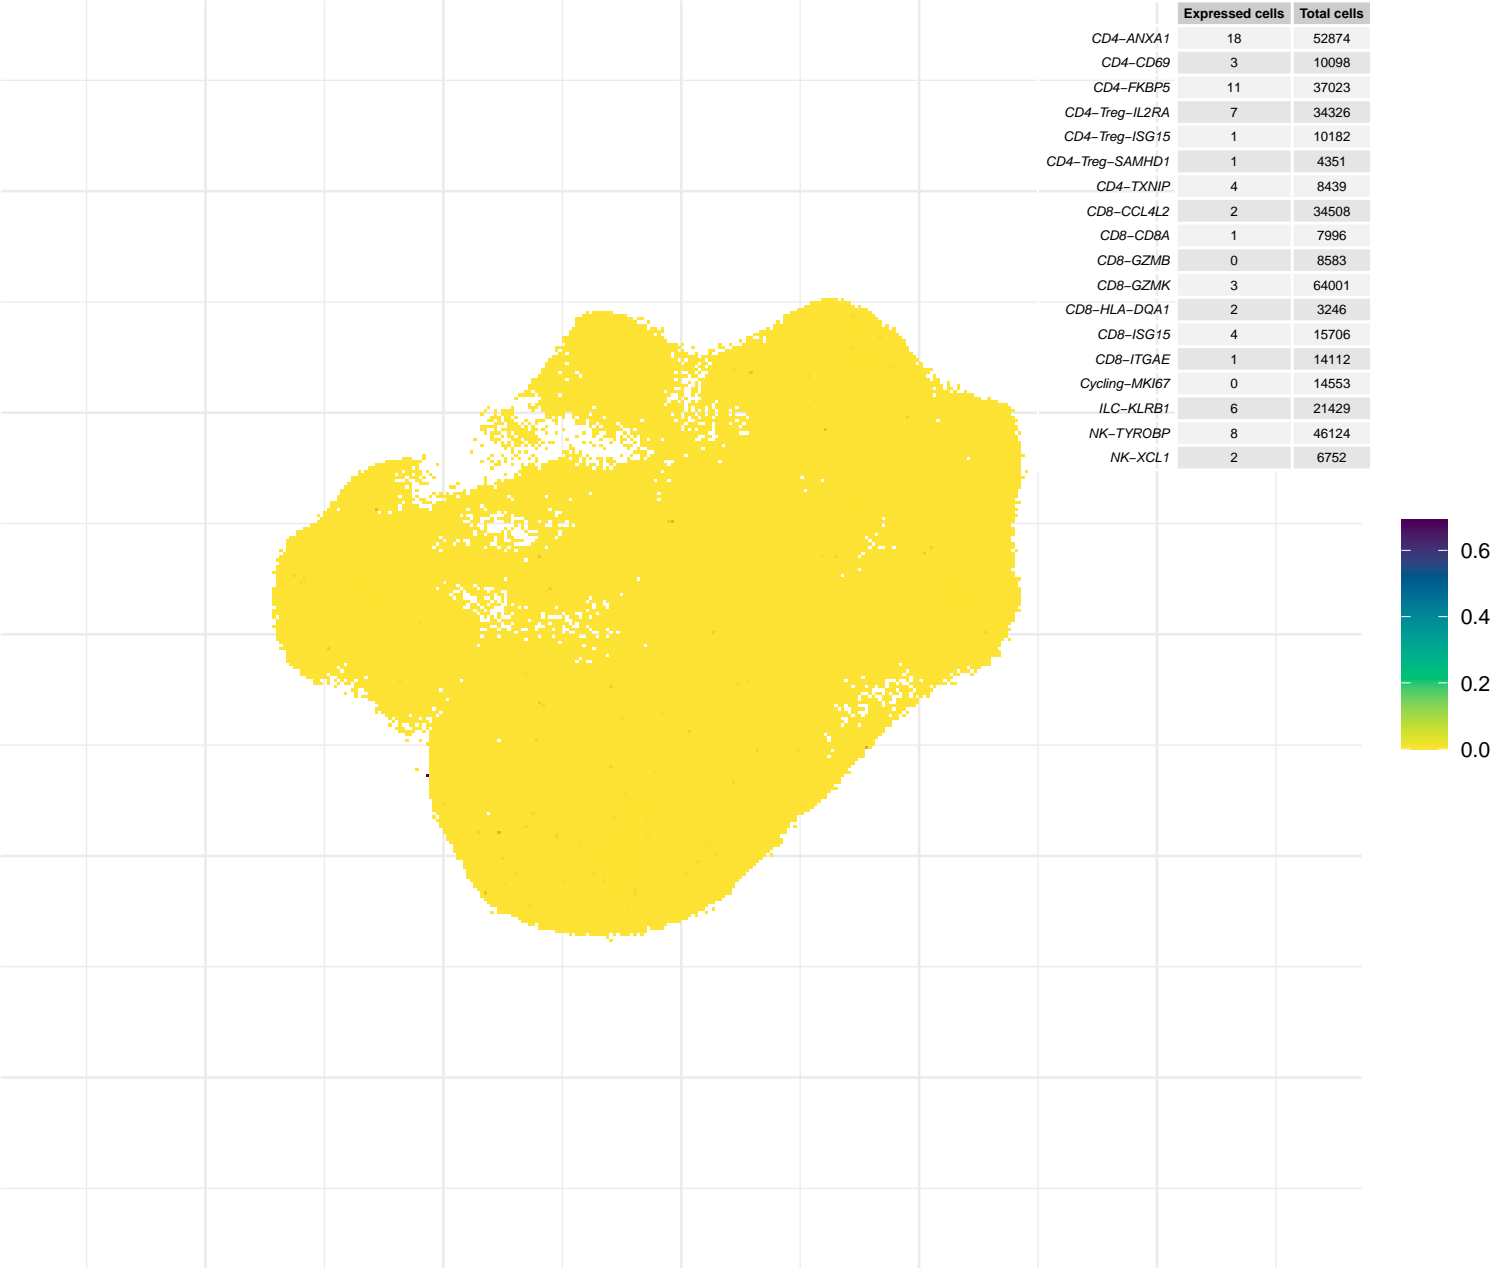 Expressed cells Total cells
CD4−ANXA1 18 52874
CD4−CD69 3 10098
CD4−FKBP5 11 37023
CD4−Treg−IL2RA 7 34326
CD4−Treg−ISG15 1 10182
CD4−Treg−SAMHD1 1 4351
CD4−TXNIP 4 8439
CD8−CCL4L2 2 34508
CD8−CD8A 1 7996
CD8−GZMB 0 8583
CD8−GZMK 3 64001
CD8−HLA−DQA1 2 3246
CD8−ISG15 4 15706
CD8−ITGAE 1 14112
Cycling−MKI67 0 14553
ILC−KLRB1 6 21429
NK−TYROBP 8 46124
NK−XCL1 2 6752
0.6
0.4
0.2
0.0